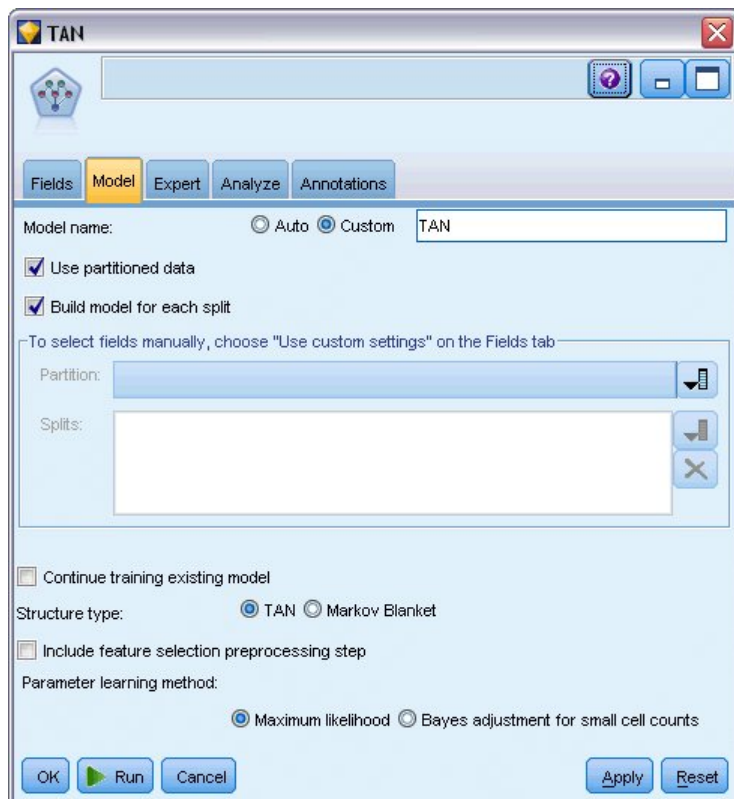 TAN
Fields Model Expert Analyze Annotations
Model name: Auto Custom TAN
Use partitioned data
Build model for each split
To select fields manually, choose "Use custom settings" on the Fields tab
Partition:
Splits:
Continue training existing model
Structure type: TAN Markov Blanket
Include feature selection preprocessing step
Parameter learning method:
Maximum likelihood Bayes adjustment for small cell counts
OK Run Cancel Apply Reset